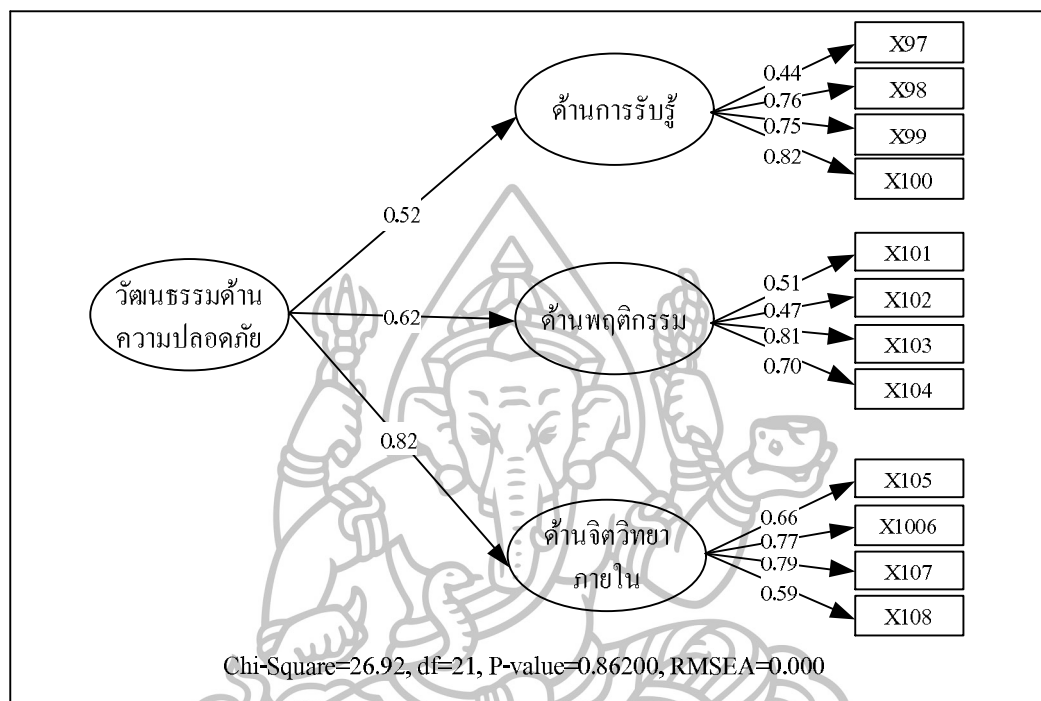 X97
0.44
X98
0.76
ด้านการรับรู้
X99
0.75
0.82
X100
0.52
X101
0.51
X102
0.47
วัฒนธรรมด้าน
ความปลอดภัย
0.62
ด้านพฤติกรรม
X103
0.81
0.70
X104
0.82
X105
0.66
X1006
0.77
ด้านจิตวิทยา
ภายใน
X107
0.79
0.59
X108
Chi-Square=26.92, df=21, P-value=0.86200, RMSEA=0.000